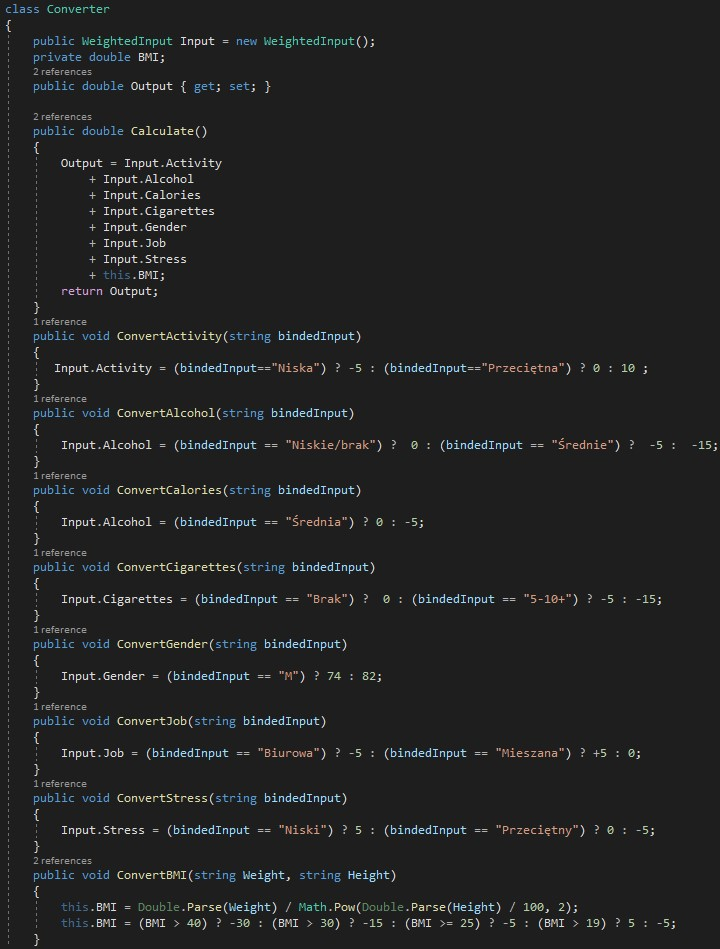 class Converter
{
public WeightedInput Input = new WeightedInput();
private double BMI;
2 references
public double Output { get; set; }
2 references
public double Calculate()
{
Output = Input.Activity
+ Input.Alcohol
+ Input.Calories
+ Input.Cigarettes
+ Input.Gender
+ Input.Job
+ Input.Stress
+ this.BMI;
return Output;
}
1 reference
public void ConvertActivity(string bindedInput)
{
Input.Activity = (bindedInput=="Niska") ? -5 : (bindedInput=="Przeciętna") ? 0 : 10 ;
}
1 reference
public void ConvertAlcohol(string bindedInput)
{
Input.Alcohol = (bindedInput == "Niskie/brak") ?  0 : (bindedInput == "Średnie") ?  -5 :  -15;
}
1 reference
public void ConvertCalories(string bindedInput)
{
Input.Alcohol = (bindedInput == "Średnia") ? 0 : -5;
}
1 reference
public void ConvertCigarettes(string bindedInput)
{
Input.Cigarettes = (bindedInput == "Brak") ?  0 : (bindedInput == "5-10+") ? -5 : -15;
}
1 reference
public void ConvertGender(string bindedInput)
{
Input.Gender = (bindedInput == "M") ? 74 : 82;
}
1 reference
public void ConvertJob(string bindedInput)
{
Input.Job = (bindedInput == "Biurowa") ? -5 : (bindedInput == "Mieszana") ? +5 : 0;
}
1 reference
public void ConvertStress(string bindedInput)
{
Input.Stress = (bindedInput == "Niski") ? 5 : (bindedInput == "Przeciętny") ? 0 : -5;
}
2 references
public void ConvertBMI(string Weight, string Height)
{
this.BMI = Double.Parse(Weight) / Math.Pow(Double.Parse(Height) / 100, 2);
this.BMI = (BMI > 40) ? -30 : (BMI > 30) ? -15 : (BMI >= 25) ? -5 : (BMI > 19) ? 5 : -5;
}